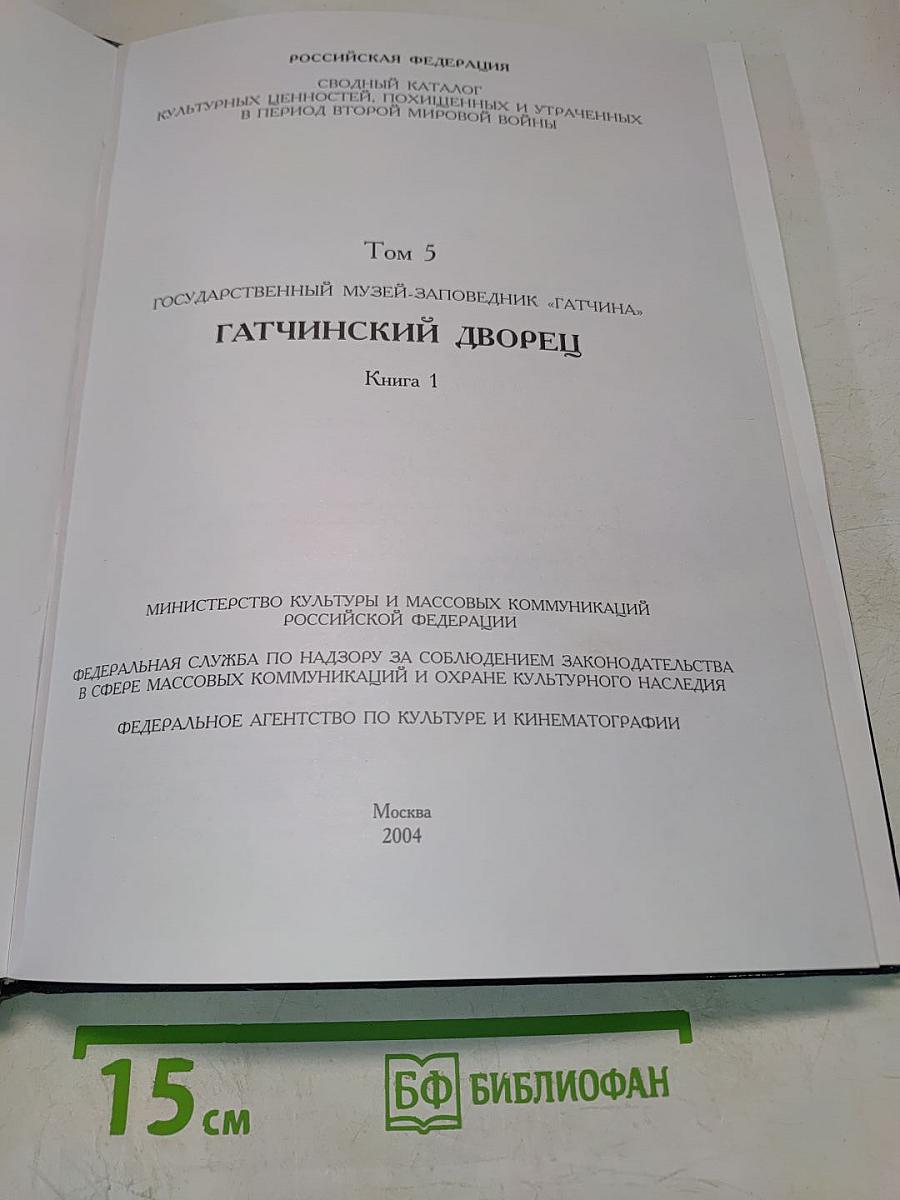 РОССИЙСКАЯ ФЕДЕРАЦИЯ
СВОДНЫЙ КАТАЛОГ
КУЛЬТУРНЫХ ЦЕННОСТЕЙ, ПОХИЩЕННЫХ И УТРАЧЕННЫХ
В ПЕРИОД ВТОРОЙ МИРОВОЙ ВОЙНЫ
Том 5
ГОСУДАРСТВЕННЫЙ МУЗЕЙ-ЗАПОВЕДНИК «ГАТЧИНА»
ГАТЧИНСКИЙ ДВОРЕЦ
Книга 1
МИНИСТЕРСТВО КУЛЬТУРЫ И МАССОВЫХ КОММУНИКАЦИЙ
РОССИЙСКОЙ ФЕДЕРАЦИИ
ФЕДЕРАЛЬНАЯ СЛУЖБА ПО НАДЗОРУ ЗА СОБЛЮДЕНИЕМ ЗАКОНОДАТЕЛЬСТВА
В СФЕРЕ МАССОВЫХ КОММУНИКАЦИЙ И ОХРАНЕ КУЛЬТУРНОГО НАСЛЕДИЯ
ФЕДЕРАЛЬНОЕ АГЕНТСТВО ПО КУЛЬТУРЕ И КИНЕМАТОГРАФИИ
Москва
2004
15 см
БФ БИБЛИОФАН